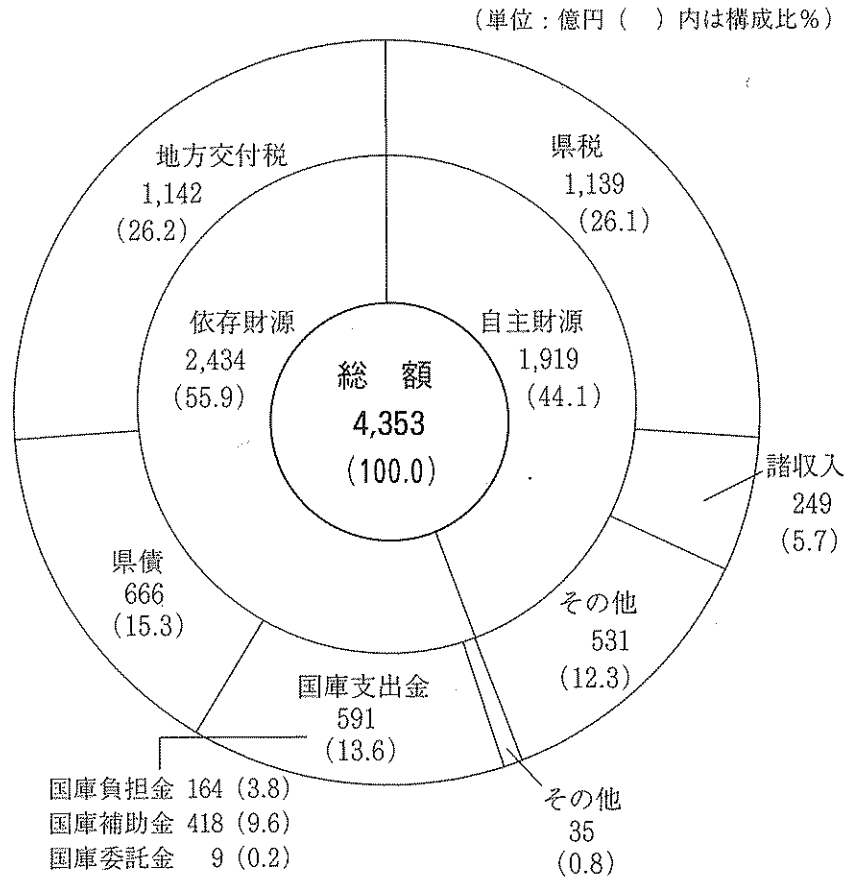 (単位:億円( )内は構成比%)
地方交付税
1,142
(26.2)
県税
1,139
(26.1)
依存財源
2,434
(55.9)
自主財源
1,919
(44.1)
総 額
4,353
(100.0)
諸収入
249
(5.7)
県債
666
(15.3)
その他
531
(12.3)
国庫支出金
591
(13.6)
国庫負担金 164 (3.8)
国庫補助金 418 (9.6)
国庫委託金 9 (0.2)
その他
35
(0.8)